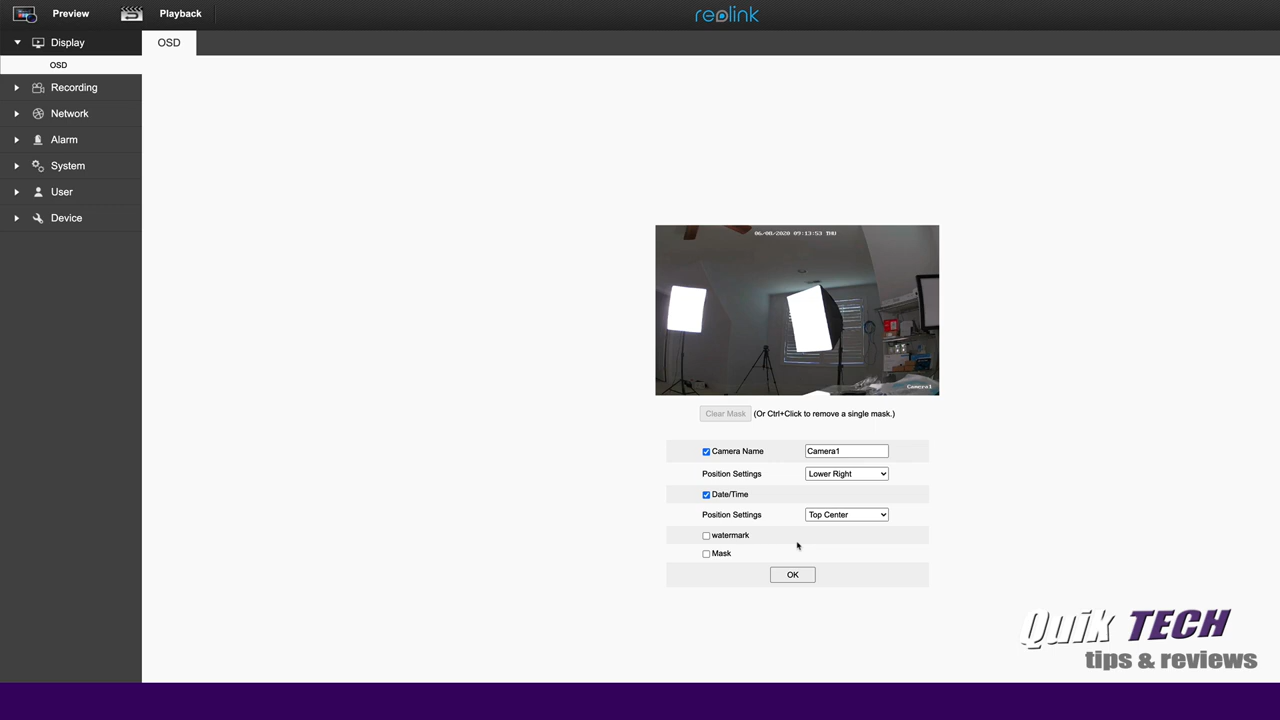 Preview
Playback
reolink
Display
OSD
OSD
Recording
Network
Alarm
System
User
Device
06/08/2020 09:13:53 THU
Camera1
Clear Mask (Or Ctrl+Click to remove a single mask.)
Camera Name Camera1
Position Settings Lower Right
Date/Time
Position Settings Top Center
watermark
Mask
OK
Quik TECH
tips & reviews